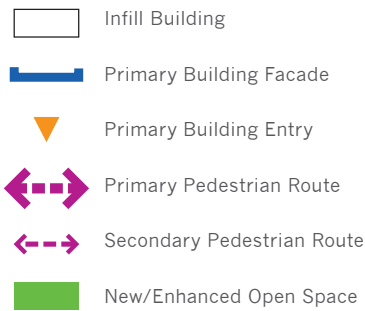 Infill Building
Primary Building Facade
Primary Building Entry
Primary Pedestrian Route
Secondary Pedestrian Route
New/Enhanced Open Space